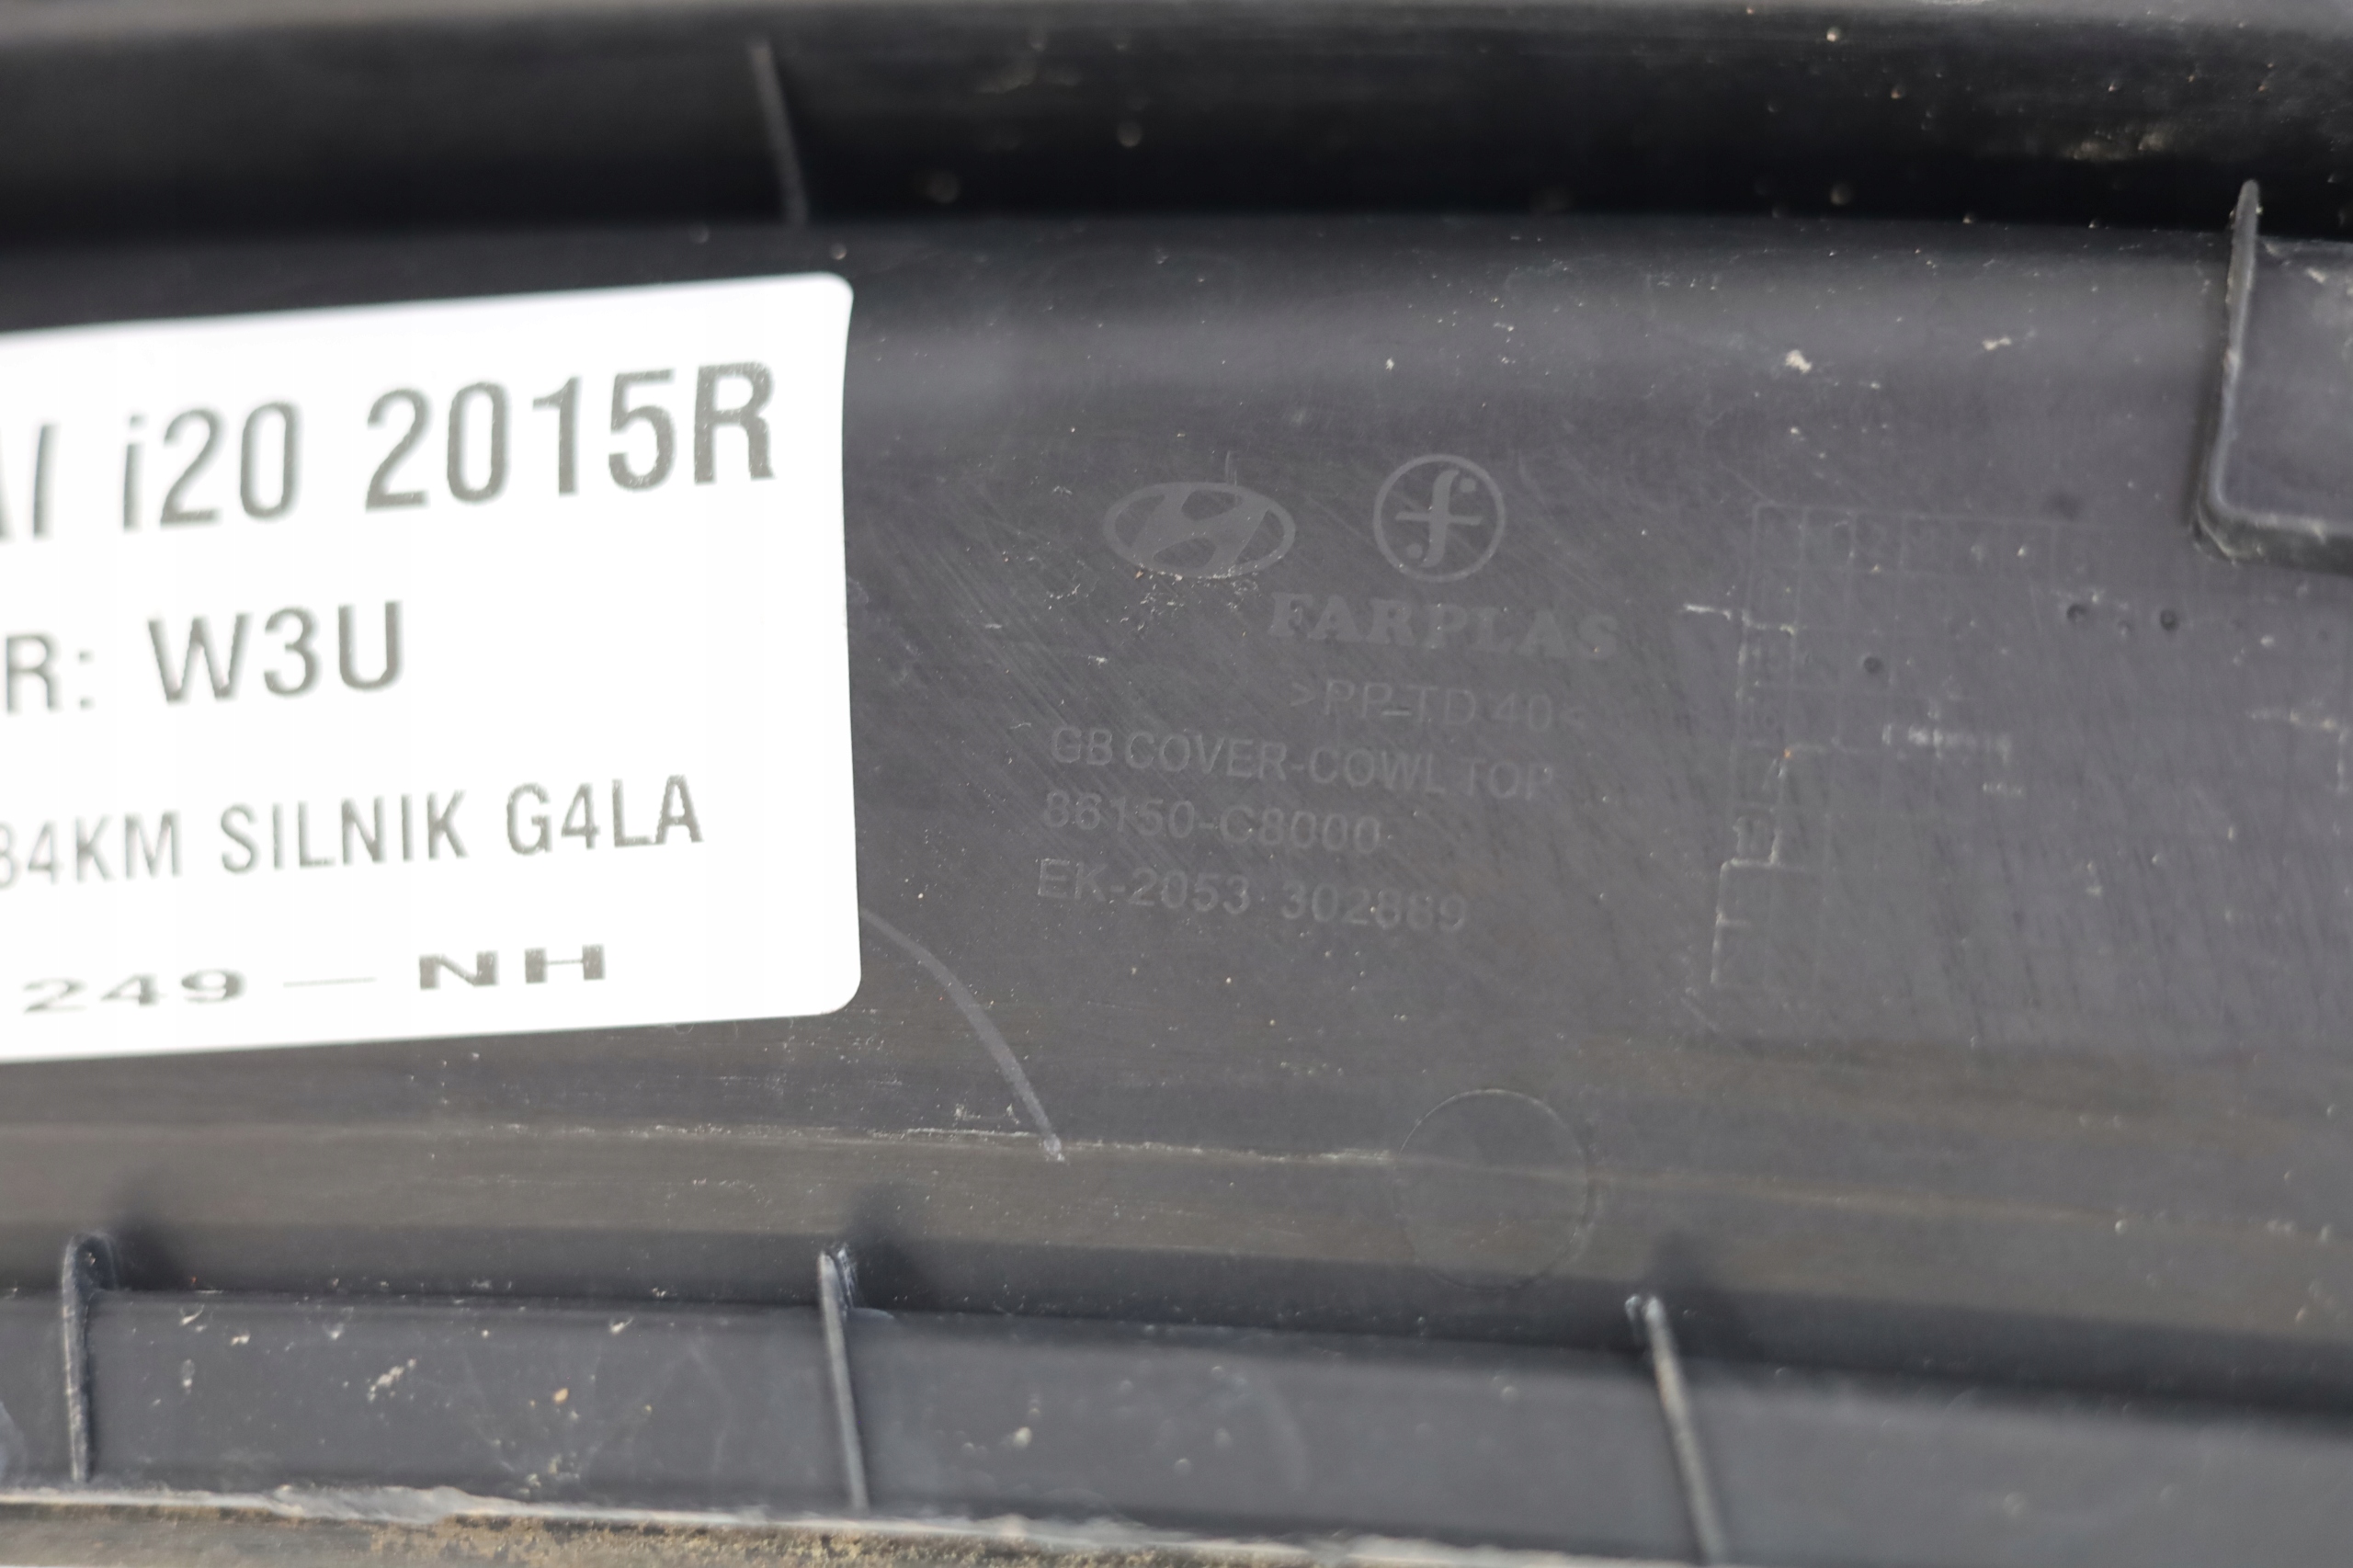 i20 2015R
R: W3U
84KM SILNIK G4LA
249 — NH
FARPLAS
>PP-TD 40<
GB COVER-COWL TOP
86150-C8000
EK-2053 302889